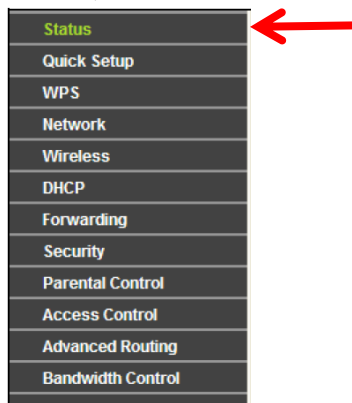 Status
Quick Setup
WPS
Network
Wireless
DHCP
Forwarding
Security
Parental Control
Access Control
Advanced Routing
Bandwidth Control